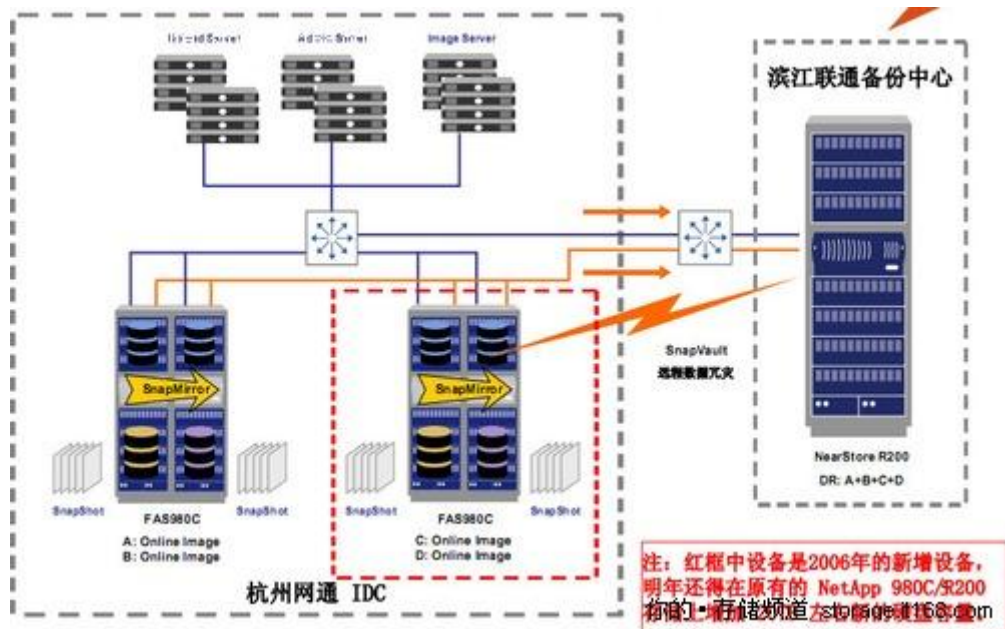 Image Server
滨江联通备份中心
SnapMirror
SnapMirror
SnapVault
远程数据冗灾
SnapShot
SnapShot
SnapShot
SnapShot
FAS980C
A: Online Image
B: Online Image
FAS980C
C: Online Image
D: Online Image
NearStore R200
DR: A+B+C+D
杭州网通 IDC
注：红框中设备是2006年的新增设备，
明年还得在原有的 NetApp 980C/R200
你的·存储频道 storage.it168.com